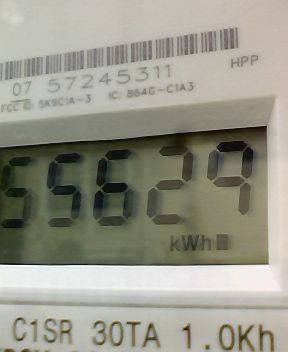 HPP
07 57245311
FCC ID: SK9C1A-3 IC: 864G-C1A3
55629
kWh
C1SR 30TA 1.0Kh